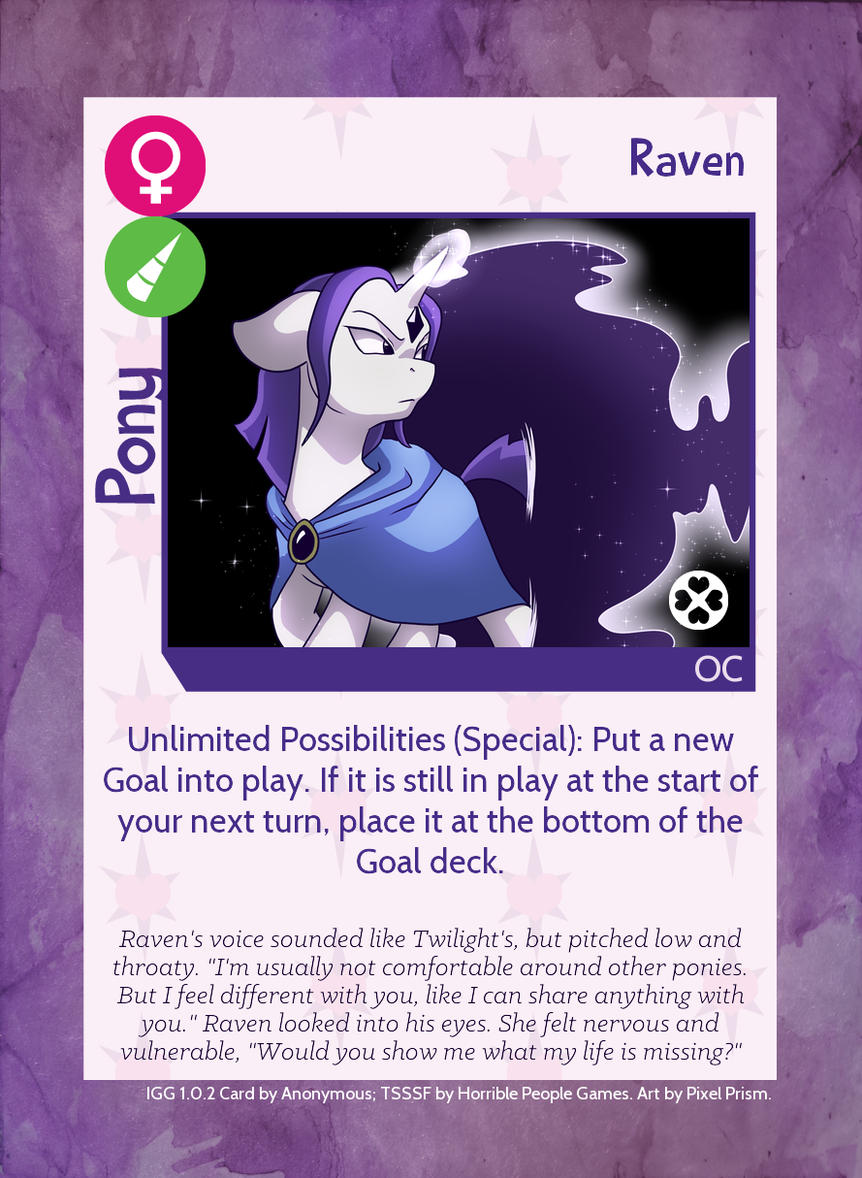 Raven
Pony
OC
Unlimited Possibilities (Special): Put a new
Goal into play. If it is still in play at the start of
your next turn, place it at the bottom of the
Goal deck.
Raven's voice sounded like Twilight's, but pitched low and
throaty. "I'm usually not comfortable around other ponies.
But I feel different with you, like I can share anything with
you." Raven looked into his eyes. She felt nervous and
vulnerable, "Would you show me what my life is missing?"
IGG 1.0.2 Card by Anonymous; TSSSF by Horrible People Games. Art by Pixel Prism.